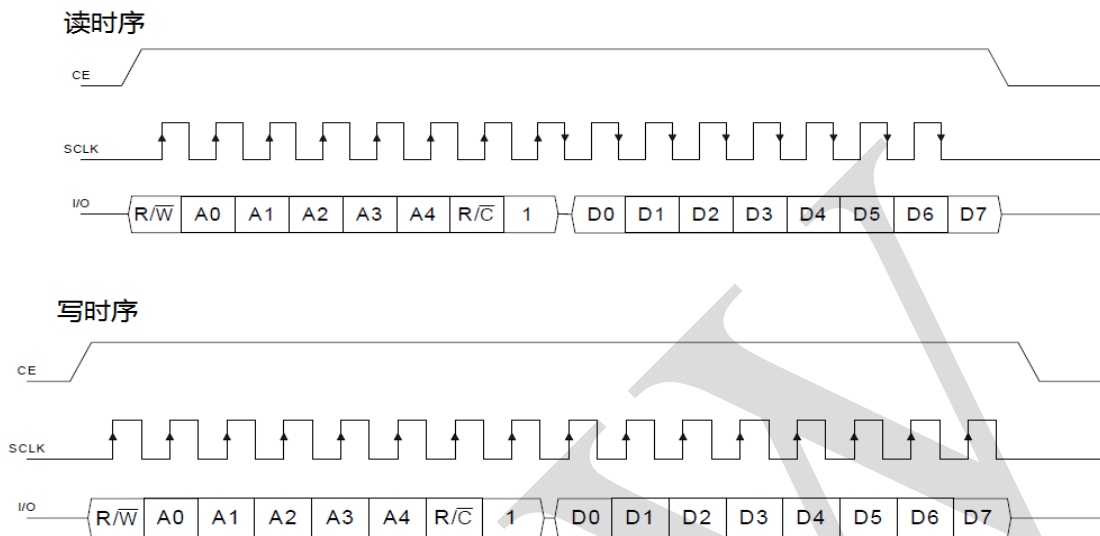 读时序
CE
SCLK
I/O
R/W̅ A0 A1 A2 A3 A4 R/C̅ 1 D0 D1 D2 D3 D4 D5 D6 D7
写时序
CE
SCLK
I/O
R/W̅ A0 A1 A2 A3 A4 R/C̅ 1 D0 D1 D2 D3 D4 D5 D6 D7